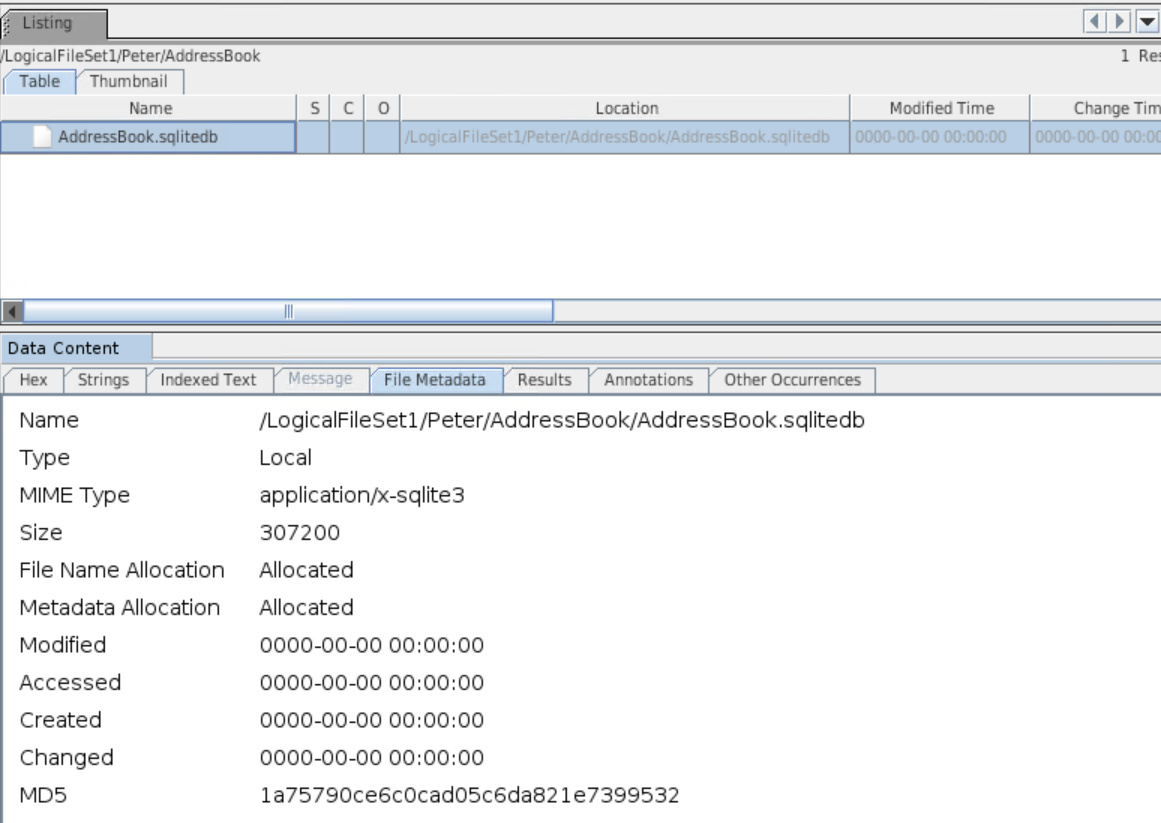 Listing
/LogicalFileSet1/Peter/AddressBook 1 Res
Table Thumbnail
Name S C O Location Modified Time Change Tim
AddressBook.sqlitedb /LogicalFileSet1/Peter/AddressBook/AddressBook.sqlitedb 0000-00-00 00:00:00 0000-00-00 00:00
Data Content
Hex Strings Indexed Text Message File Metadata Results Annotations Other Occurrences
Name /LogicalFileSet1/Peter/AddressBook/AddressBook.sqlitedb
Type Local
MIME Type application/x-sqlite3
Size 307200
File Name Allocation Allocated
Metadata Allocation Allocated
Modified 0000-00-00 00:00:00
Accessed 0000-00-00 00:00:00
Created 0000-00-00 00:00:00
Changed 0000-00-00 00:00:00
MD5 1a75790ce6c0cad05c6da821e7399532